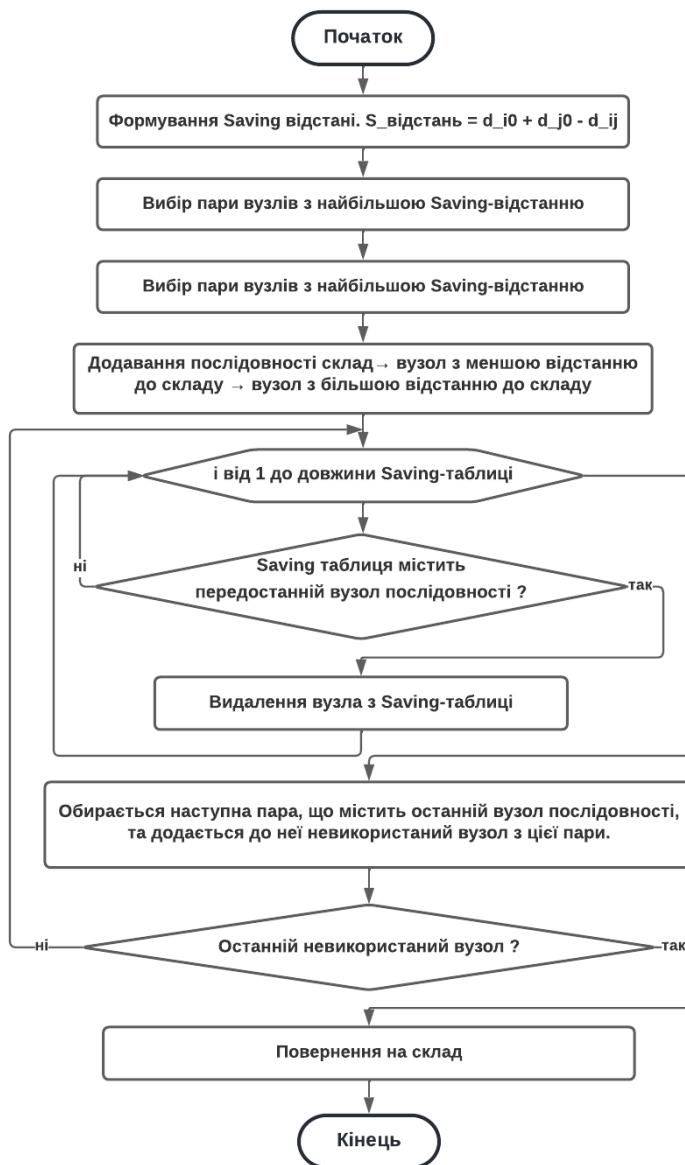 Початок
Формування Saving відстані. S_відстань = d_i0 + d_j0 - d_ij
Вибір пари вузлів з найбільшою Saving-відстанню
Вибір пари вузлів з найбільшою Saving-відстанню
Додавання послідовності склад→ вузол з меншою відстанню
до складу → вузол з більшою відстанню до складу
і від 1 до довжини Saving-таблиці
Saving таблиця містить
передостанній вузол послідовності ?
ні
так
Видалення вузла з Saving-таблиці
Обирається наступна пара, що містить останній вузол послідовності,
та додається до неї невикористаний вузол з цієї пари.
Останній невикористаний вузол ?
ні
так
Повернення на склад
Кінець